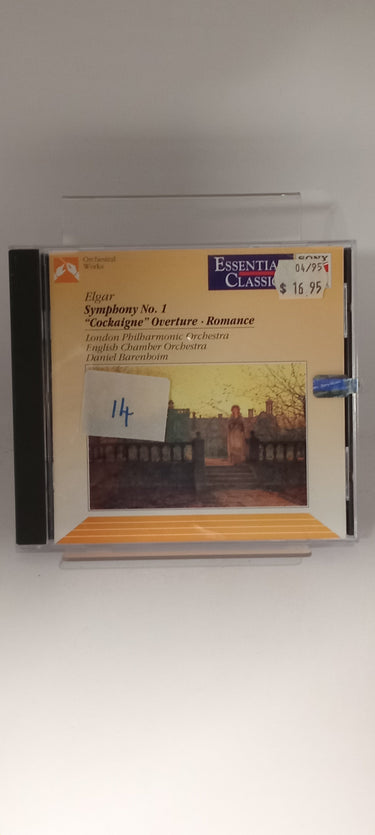 Orchestral
Works
ESSENTIAL
CLASSICS
SONY
04/95
$ 16.95
Elgar
Symphony No. 1
"Cockaigne" Overture · Romance
London Philharmonic Orchestra
English Chamber Orchestra
Daniel Barenboim
14